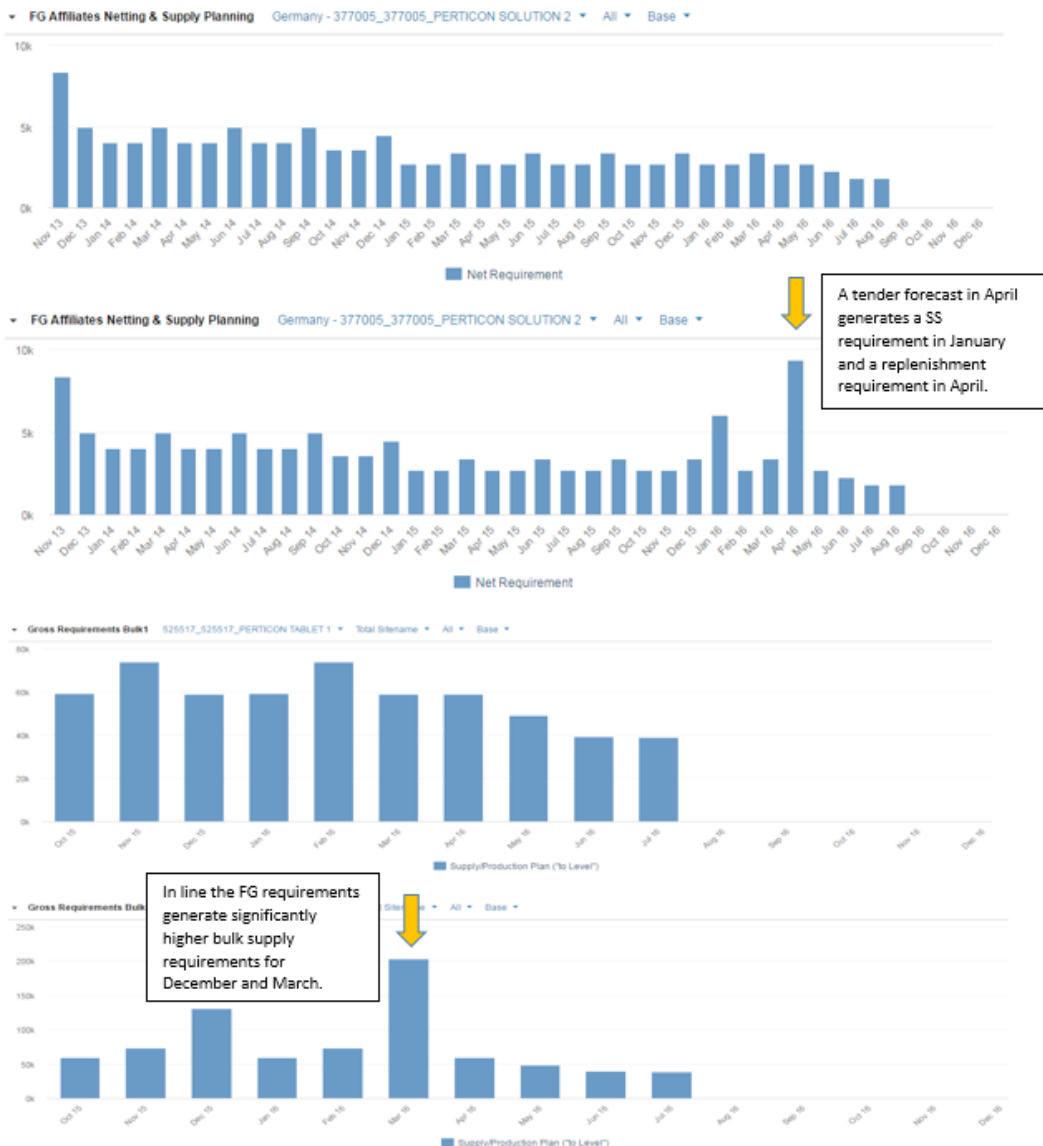 FG Affiliates Netting & Supply Planning Germany - 377005_377005_PERTICON SOLUTION 2 All Base
10k
5k
0k
Nov 13 Dec 13 Jan 14 Feb 14 Mar 14 Apr 14 May 14 Jun 14 Jul 14 Aug 14 Sep 14 Oct 14 Nov 14 Dec 14 Jan 15 Feb 15 Mar 15 Apr 15 May 15 Jun 15 Jul 15 Aug 15 Sep 15 Oct 15 Nov 15 Dec 15 Jan 16 Feb 16 Mar 16 Apr 16 May 16 Jun 16 Jul 16 Aug 16 Sep 16 Oct 16 Nov 16 Dec 16
Net Requirement
A tender forecast in April
generates a SS
requirement in January
and a replenishment
requirement in April.
FG Affiliates Netting & Supply Planning Germany - 377005_377005_PERTICON SOLUTION 2 All Base
10k
5k
0k
Nov 13 Dec 13 Jan 14 Feb 14 Mar 14 Apr 14 May 14 Jun 14 Jul 14 Aug 14 Sep 14 Oct 14 Nov 14 Dec 14 Jan 15 Feb 15 Mar 15 Apr 15 May 15 Jun 15 Jul 15 Aug 15 Sep 15 Oct 15 Nov 15 Dec 15 Jan 16 Feb 16 Mar 16 Apr 16 May 16 Jun 16 Jul 16 Aug 16 Sep 16 Oct 16 Nov 16 Dec 16
Net Requirement
Gross Requirements Bulk1 525517_525517_PERTICON TABLET 1 Total Sitename All Base
80k
60k
40k
20k
0k
Oct 15 Nov 15 Dec 15 Jan 16 Feb 16 Mar 16 Apr 16 May 16 Jun 16 Jul 16 Aug 16 Sep 16 Oct 16 Nov 16 Dec 16
Supply/Production Plan ("to Level")
In line the FG requirements
generate significantly
higher bulk supply
requirements for
December and March.
Gross Requirements All Base
250k
200k
150k
100k
50k
0k
Oct 15 Nov 15 Dec 15 Jan 16 Feb 16 Mar 16 Apr 16 May 16 Jun 16 Jul 16 Aug 16 Sep 16 Oct 16 Nov 16 Dec 16
Supply/Production Plan ("to Level")